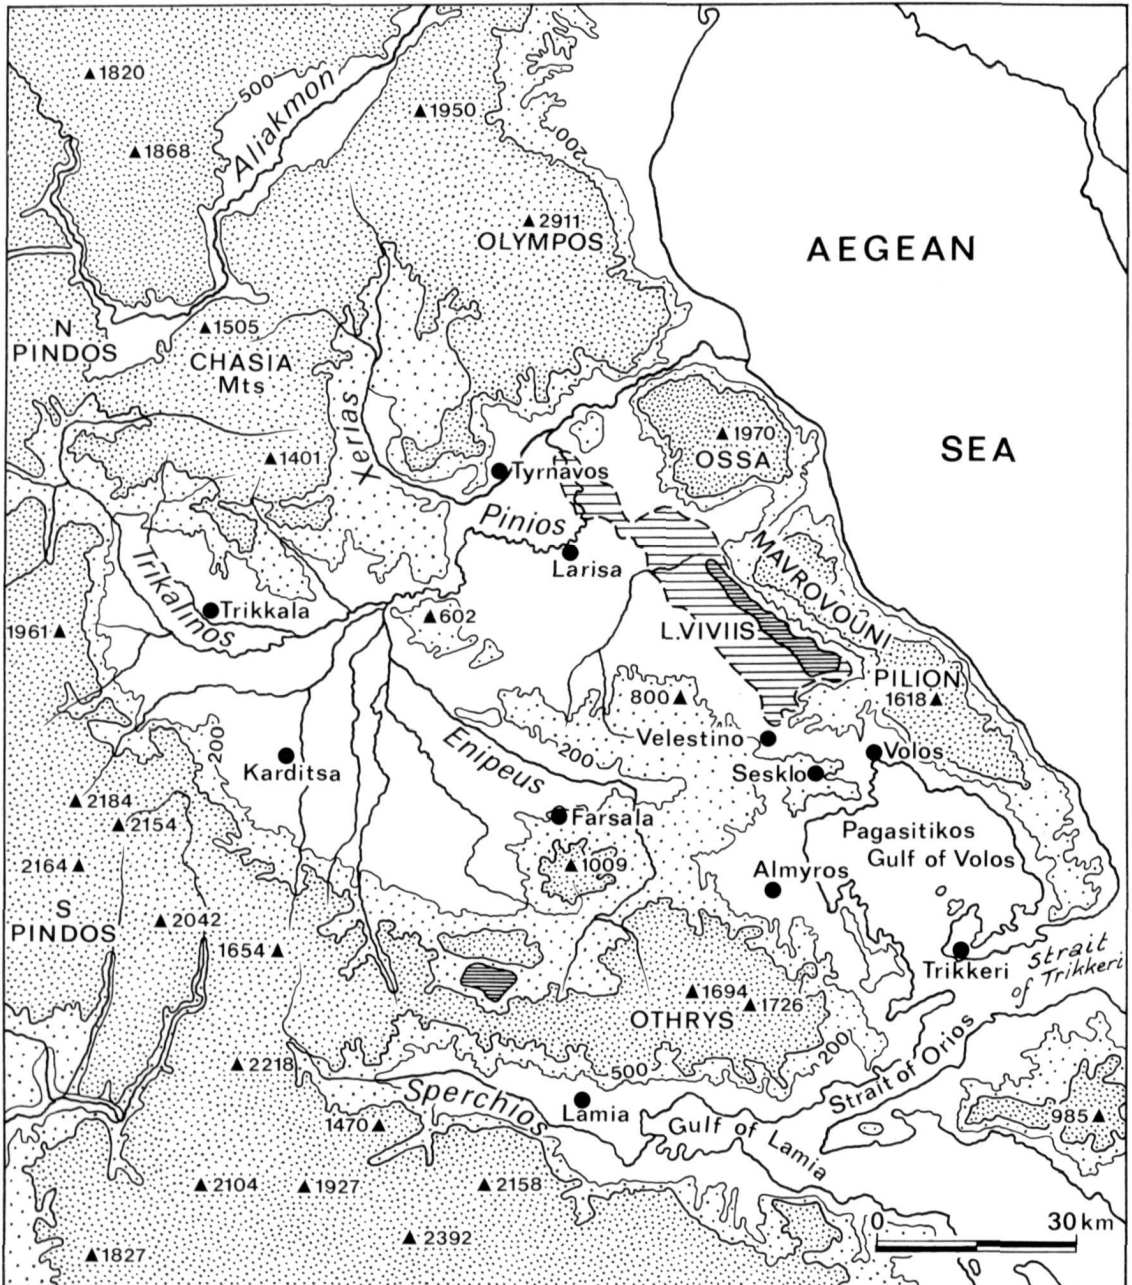 1820
500
Aliakmon
1950
200
1868
2911
OLYMPOS
AEGEAN
N
PINDOS
1505
CHASIA
Mts
Xerias
1970
OSSA
SEA
1401
Tyrnavos
Pinios
Larisa
MAVROVOÛNI
Trikalinos
Trikkala
602
1961
L.VIVIIS
PILION
1618
800
Velestino
Volos
200
Enipeus
200
Karditsa
Sesklo
2184
2154
Farsala
Pagasitikos
Gulf of Volos
2164
1009
Almyros
S
PINDOS
2042
1654
Trikkeri
Strait
of Trikkeri
1694
1726
OTHRYS
200
Strait of Orios
2218
500
Sperchios
Lamia
Gulf of Lamia
1470
985
2104
1927
2158
0 30 km
2392
1827